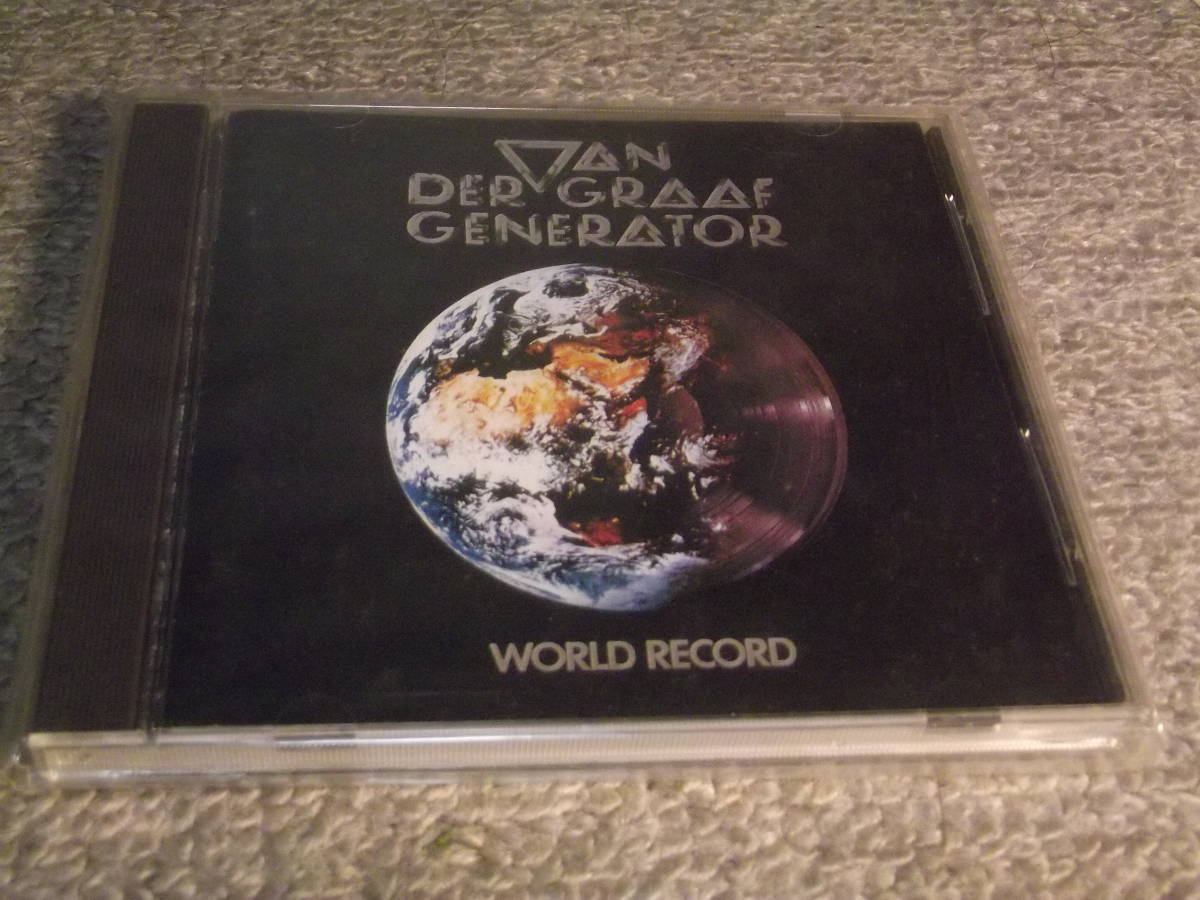 VAN
DER GRAAF
GENERATOR
WORLD RECORD